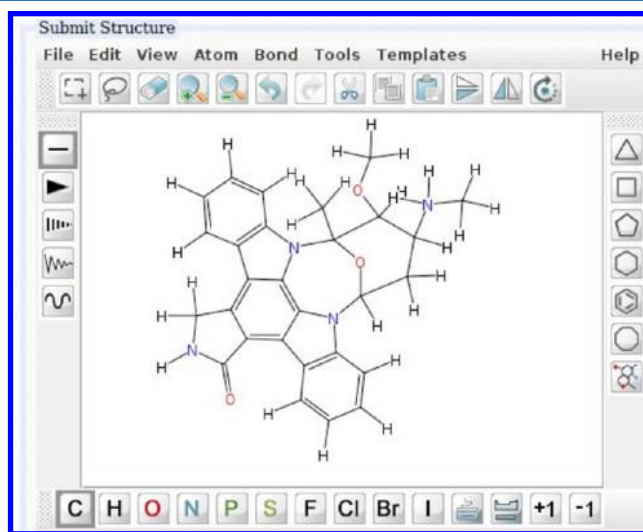 Submit Structure
File Edit View Atom Bond Tools Templates Help
H
H H H
H H H O H H
H H H N H
H N H H
H O H
H H
H N H
H N
H
O H
H H
H
C H O N P S F Cl Br I +1 -1